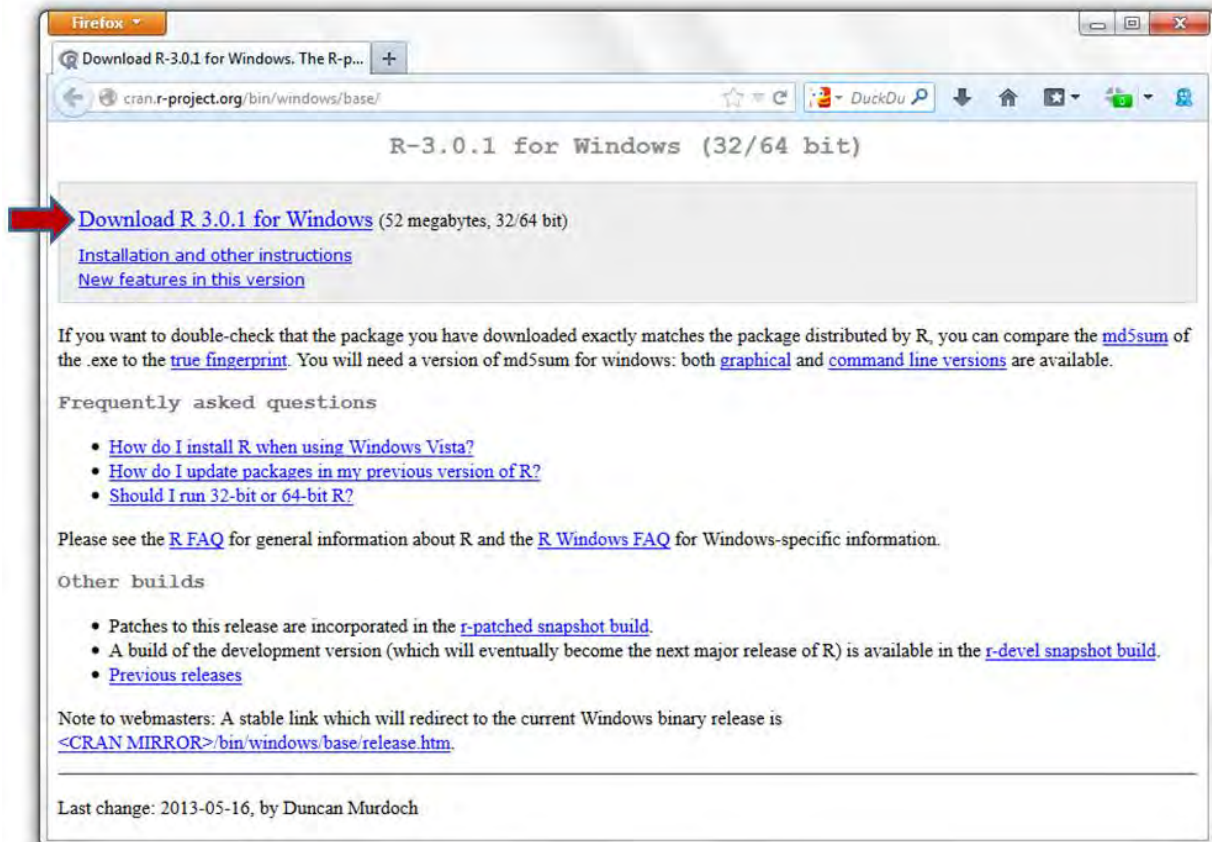 Firefox
Download R-3.0.1 for Windows. The R-p...
cran.r-project.org/bin/windows/base/
DuckDu
R-3.0.1 for Windows (32/64 bit)
Download R 3.0.1 for Windows (52 megabytes, 32/64 bit)
Installation and other instructions
New features in this version
If you want to double-check that the package you have downloaded exactly matches the package distributed by R, you can compare the md5sum of
the .exe to the true fingerprint. You will need a version of md5sum for windows: both graphical and command line versions are available.
Frequently asked questions
• How do I install R when using Windows Vista?
• How do I update packages in my previous version of R?
• Should I run 32-bit or 64-bit R?
Please see the R FAQ for general information about R and the R Windows FAQ for Windows-specific information.
Other builds
• Patches to this release are incorporated in the r-patched snapshot build.
• A build of the development version (which will eventually become the next major release of R) is available in the r-devel snapshot build.
• Previous releases
Note to webmasters: A stable link which will redirect to the current Windows binary release is
<CRAN MIRROR>/bin/windows/base/release.htm.
Last change: 2013-05-16, by Duncan Murdoch